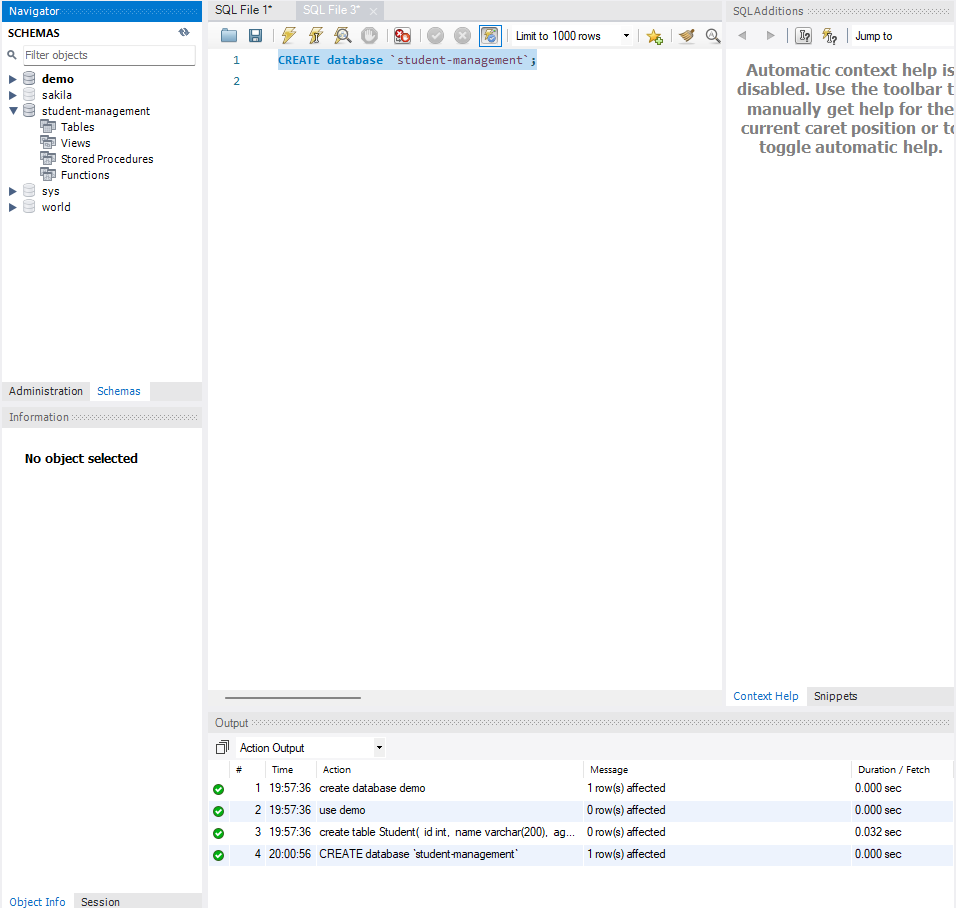 Navigator
SCHEMAS
Filter objects
demo
sakila
student-management
Tables
Views
Stored Procedures
Functions
sys
world
Administration Schemas
Information
No object selected
Object Info Session
SQL File 1* SQL File 3*
Limit to 1000 rows
1 CREATE database `student-management`;
2
SQLAdditions
Jump to
Automatic context help is
disabled. Use the toolbar t
manually get help for the
current caret position or to
toggle automatic help.
Context Help Snippets
Output
Action Output
# Time Action Message Duration / Fetch
1 19:57:36 create database demo 1 row(s) affected 0.000 sec
2 19:57:36 use demo 0 row(s) affected 0.000 sec
3 19:57:36 create table Student( id int, name varchar(200), ag... 0 row(s) affected 0.032 sec
4 20:00:56 CREATE database `student-management` 1 row(s) affected 0.000 sec